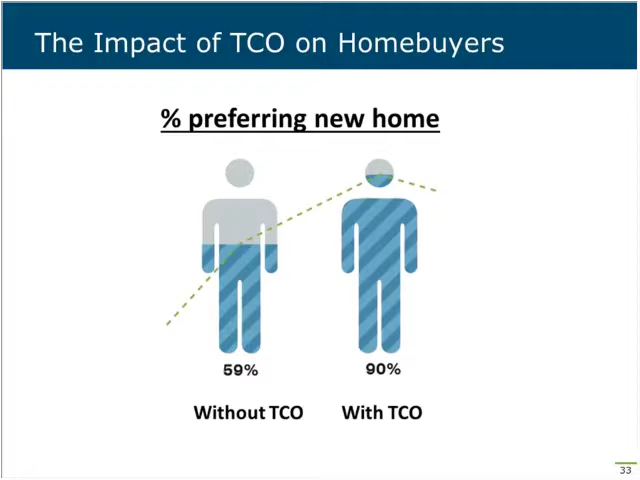 The Impact of TCO on Homebuyers
% preferring new home
59% 90%
Without TCO With TCO
33